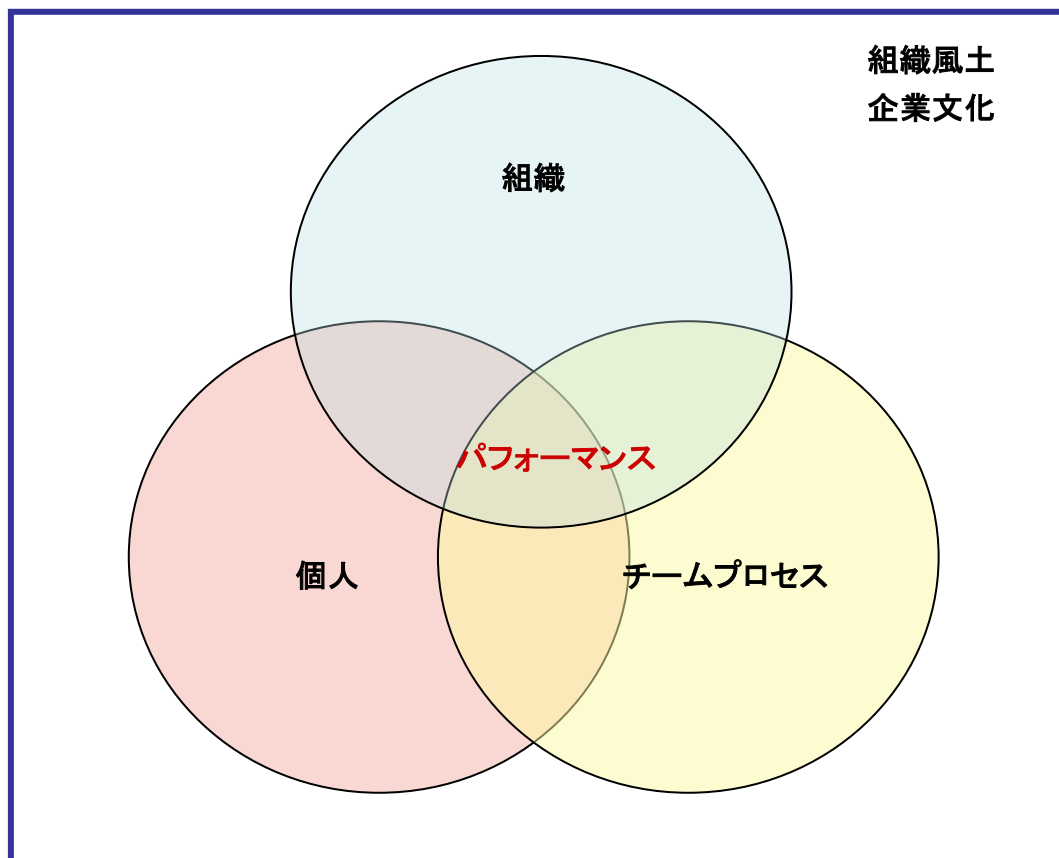 組織風土
企業文化
組織
パフォーマンス
個人
チームプロセス